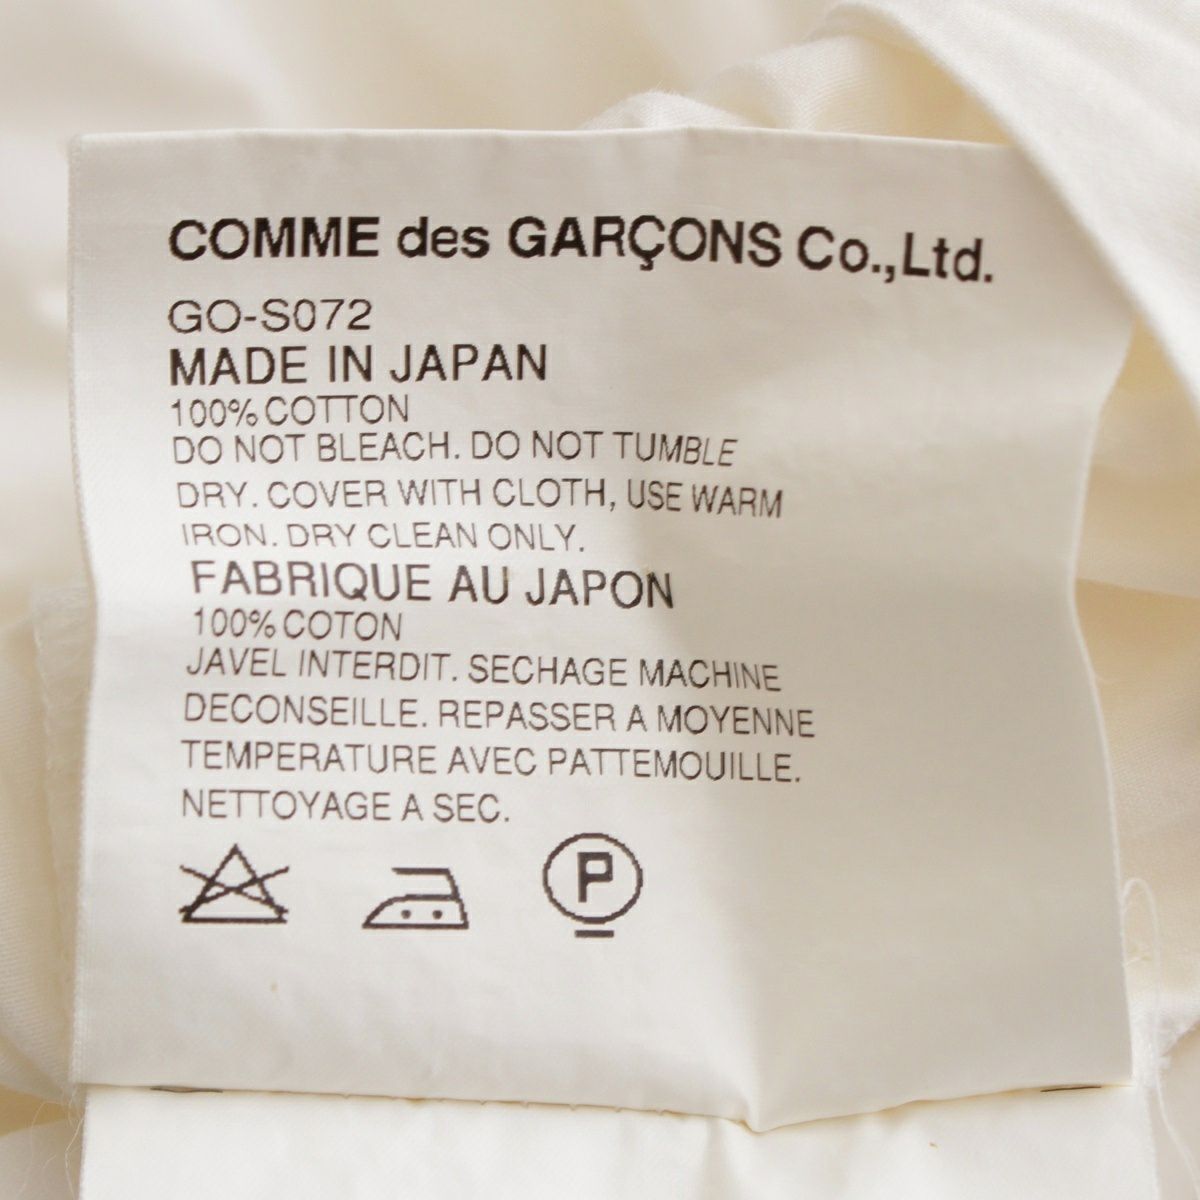 COMME des GARÇONS Co.,Ltd.
GO-S072
MADE IN JAPAN
100% COTTON
DO NOT BLEACH. DO NOT TUMBLE
DRY. COVER WITH CLOTH, USE WARM
IRON. DRY CLEAN ONLY.
FABRIQUE AU JAPON
100% COTON
JAVEL INTERDIT. SECHAGE MACHINE
DECONSEILLE. REPASSER A MOYENNE
TEMPERATURE AVEC PATTEMOUILLE.
NETTOYAGE A SEC.
P